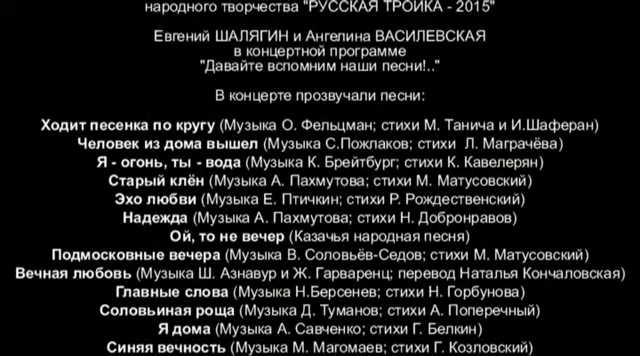 народного творчества "РУССКАЯ ТРОЙКА - 2015"
Евгений ШАЛЯГИН и Ангелина ВАСИЛЕВСКАЯ
в концертной программе
"Давайте вспомним наши песни!.."
В концерте прозвучали песни:
Ходит песенка по кругу (Музыка О. Фельцман; стихи М. Танича и И.Шаферан)
Человек из дома вышел (Музыка С.Пожлаков; стихи Л. Маграчёва)
Я - огонь, ты - вода (Музыка К. Брейтбург; стихи К. Кавелерян)
Старый клён (Музыка А. Пахмутова; стихи М. Матусовский)
Эхо любви (Музыка Е. Птичкин; стихи Р. Рождественский)
Надежда (Музыка А. Пахмутова; стихи Н. Добронравов)
Ой, то не вечер (Казачья народная песня)
Подмосковные вечера (Музыка В. Соловьёв-Седов; стихи М. Матусовский)
Вечная любовь (Музыка Ш. Азнавур и Ж. Гарваренц; перевод Наталья Кончаловская)
Главные слова (Музыка Н.Берсенев; стихи Н. Горбунова)
Соловьиная роща (Музыка Д. Туманов; стихи А. Поперечный)
Я дома (Музыка А. Савченко; стихи Г. Белкин)
Синяя вечность (Музыка М. Магомаев; стихи Г. Козловский)